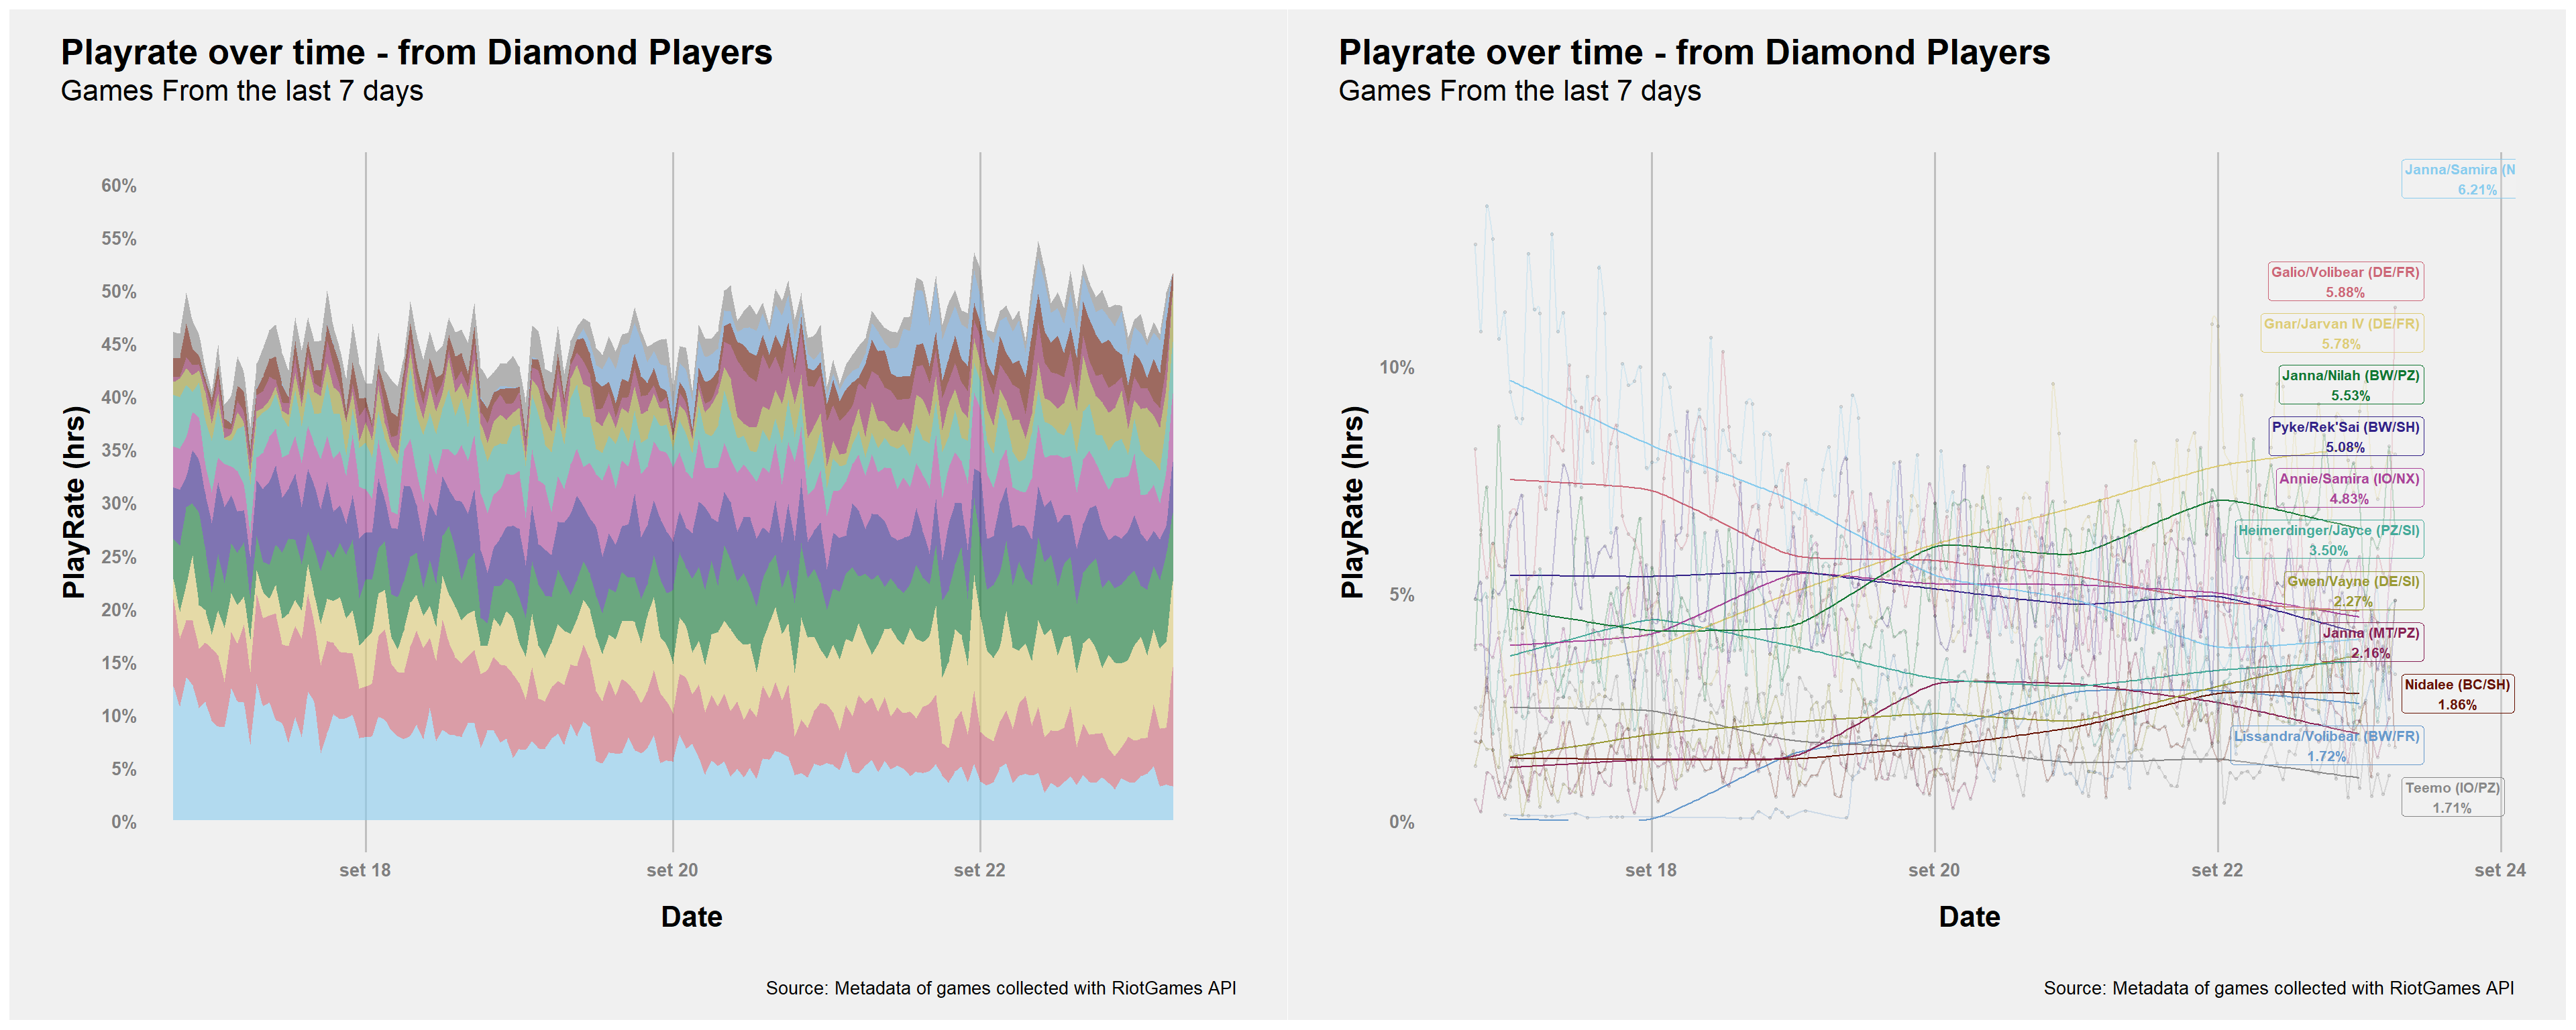 Playrate over time - from Diamond Players
Games From the last 7 days
60%
55%
50%
45%
40%
35%
30%
25%
20%
15%
10%
5%
0%
PlayRate (hrs)
set 18
set 20
set 22
Date
Source: Metadata of games collected with RiotGames API
Playrate over time - from Diamond Players
Games From the last 7 days
10%
5%
0%
PlayRate (hrs)
Janna/Samira (N
6.21%
Galio/Volibear (DE/FR)
5.88%
Gnar/Jarvan IV (DE/FR)
5.78%
Janna/Nilah (BW/PZ)
5.53%
Pyke/Rek'Sai (BW/SH)
5.08%
Annie/Samira (IO/NX)
4.83%
Heimerdinger/Jayce (PZ/SI)
3.50%
Gwen/Vayne (DE/SI)
2.27%
Janna (MT/PZ)
2.16%
Nidalee (BC/SH)
1.86%
Lissandra/Volibear (BW/FR)
1.72%
Teemo (IO/PZ)
1.71%
set 18
set 20
set 22
set 24
Date
Source: Metadata of games collected with RiotGames API